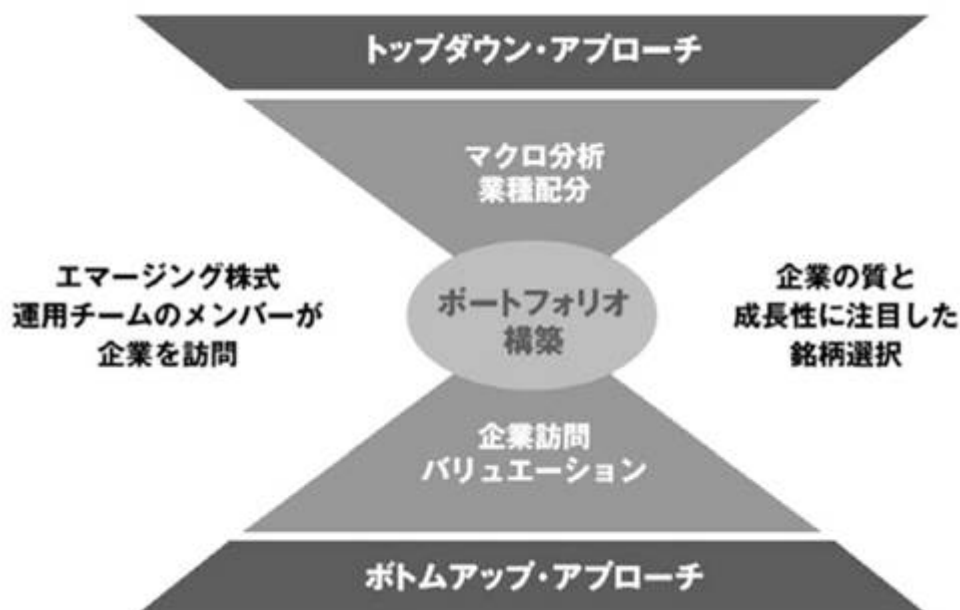 トップダウン・アプローチ
マクロ分析
業種配分
エマージング株式
運用チームのメンバーが
企業を訪問
ポートフォリオ
構築
企業の質と
成長性に注目した
銘柄選択
企業訪問
バリュエーション
ボトムアップ・アプローチ